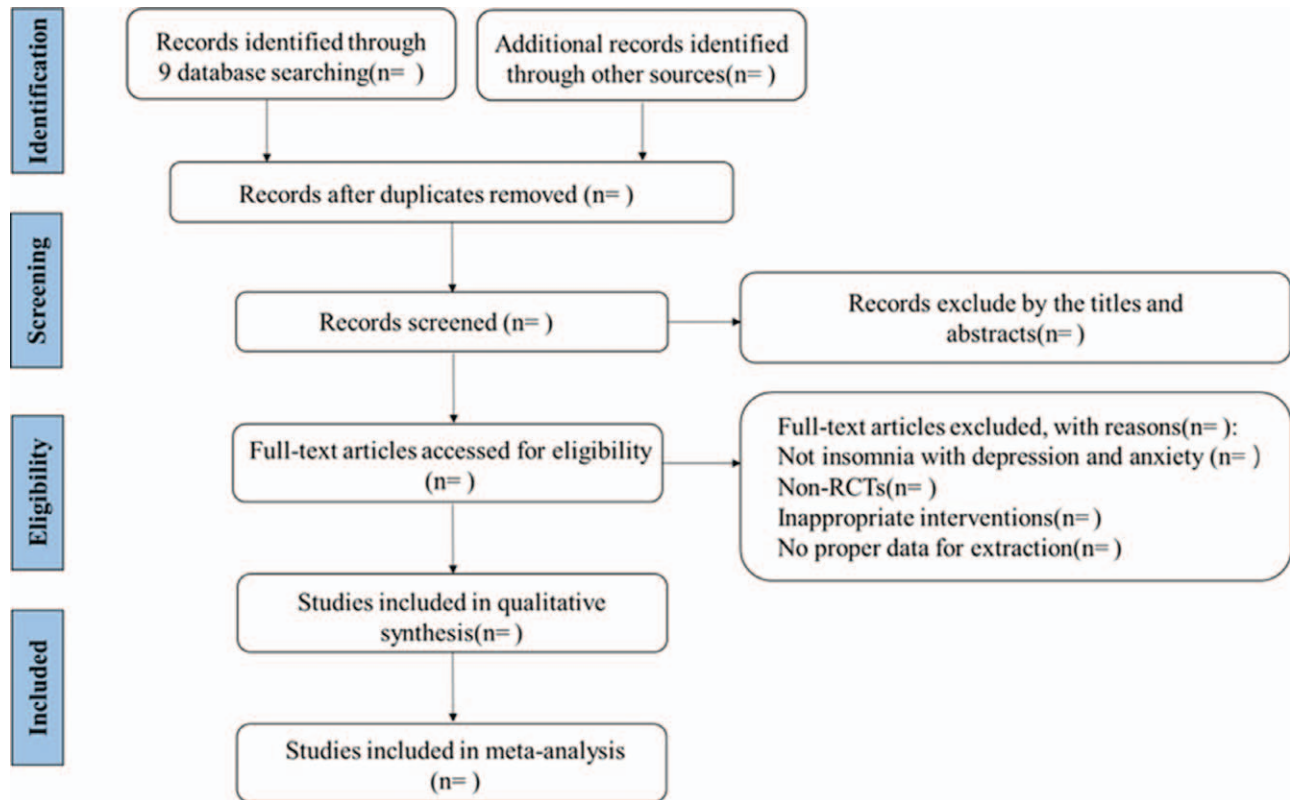 Identification
Records identified through
9 database searching(n=  )
Additional records identified
through other sources(n= )
Records after duplicates removed (n= )
Screening
Records screened (n= )
Records exclude by the titles and
abstracts(n= )
Eligibility
Full-text articles accessed for eligibility
(n= )
Full-text articles excluded, with reasons(n= ):
Not insomnia with depression and anxiety (n= )
Non-RCTs(n= )
Inappropriate interventions(n= )
No proper data for extraction(n= )
Included
Studies included in qualitative
synthesis(n= )
Studies included in meta-analysis
(n= )